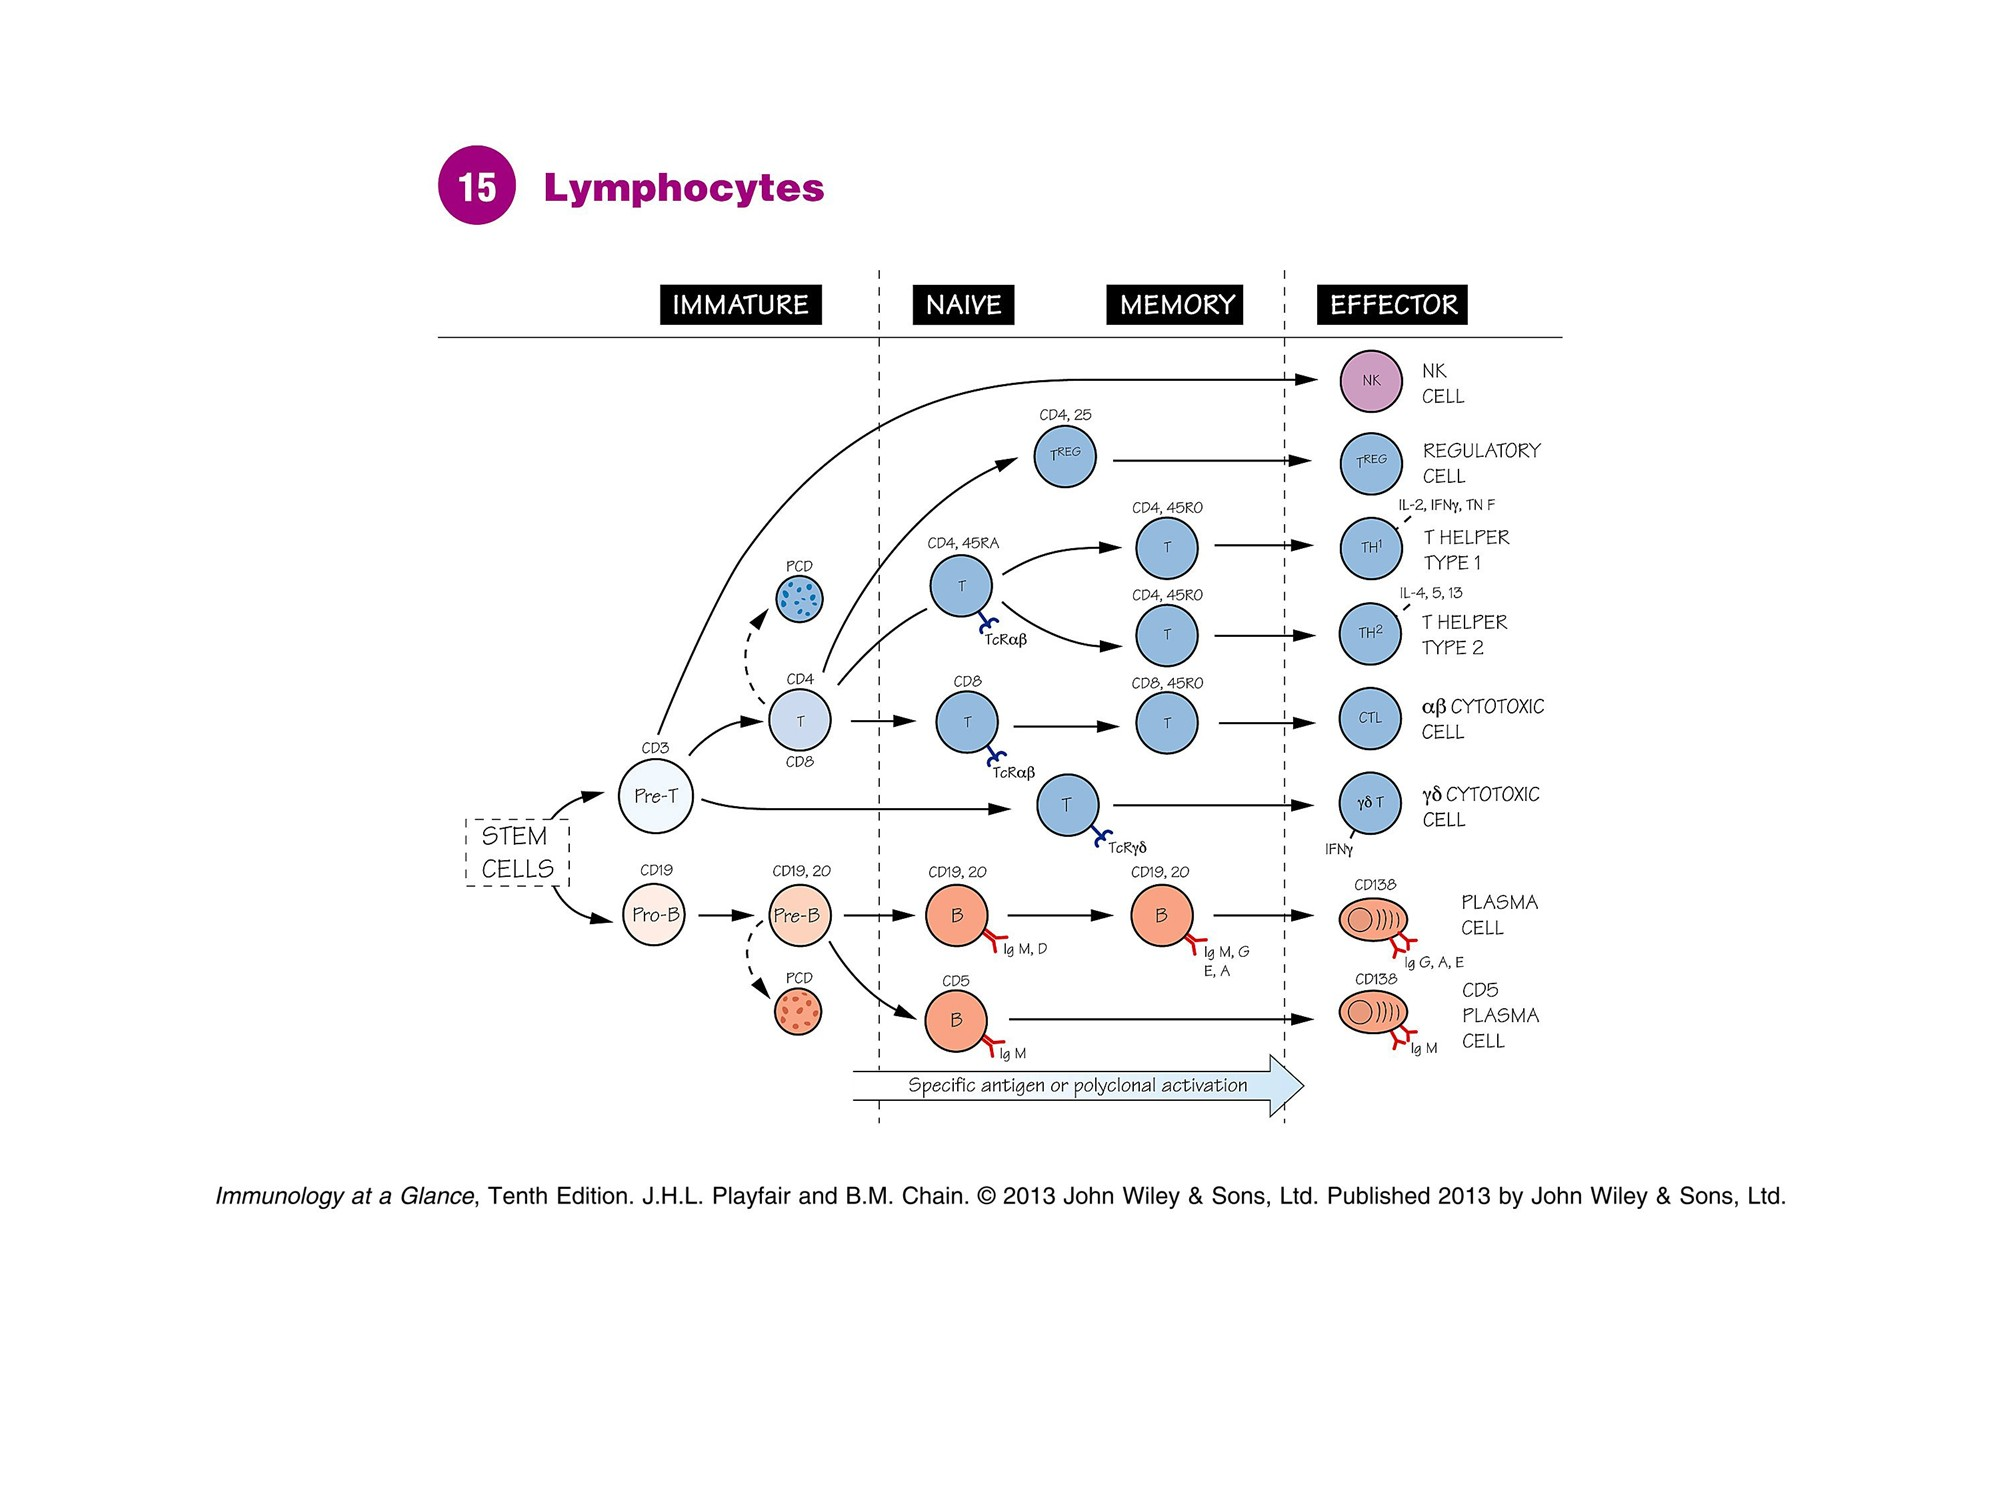 15 Lymphocytes
IMMATURE
NAIVE
MEMORY
EFFECTOR
NK
NK
CELL
CD4, 25
TREG
TREG
REGULATORY
CELL
IL-2, IFNγ, TN F
CD4, 45RO
T
TH1
T HELPER
TYPE 1
CD4, 45RA
T
TcRαβ
PCD
IL-4, 5, 13
CD4, 45RO
T
TH2
T HELPER
TYPE 2
CD4
T
CD8
CD8
T
TcRαβ
CD8, 45RO
T
CTL
αβ CYTOTOXIC
CELL
CD3
Pre-T
T
TcRγδ
γδ T
IFNγ
γδ CYTOTOXIC
CELL
STEM
CELLS
CD19
Pro-B
CD19, 20
Pre-B
CD19, 20
B
Ig M, D
CD19, 20
B
Ig M, G
E, A
CD138
Ig G, A, E
PLASMA
CELL
PCD
CD5
B
Ig M
CD138
Ig M
CD5
PLASMA
CELL
Specific antigen or polyclonal activation
Immunology at a Glance, Tenth Edition. J.H.L. Playfair and B.M. Chain. © 2013 John Wiley & Sons, Ltd. Published 2013 by John Wiley & Sons, Ltd.